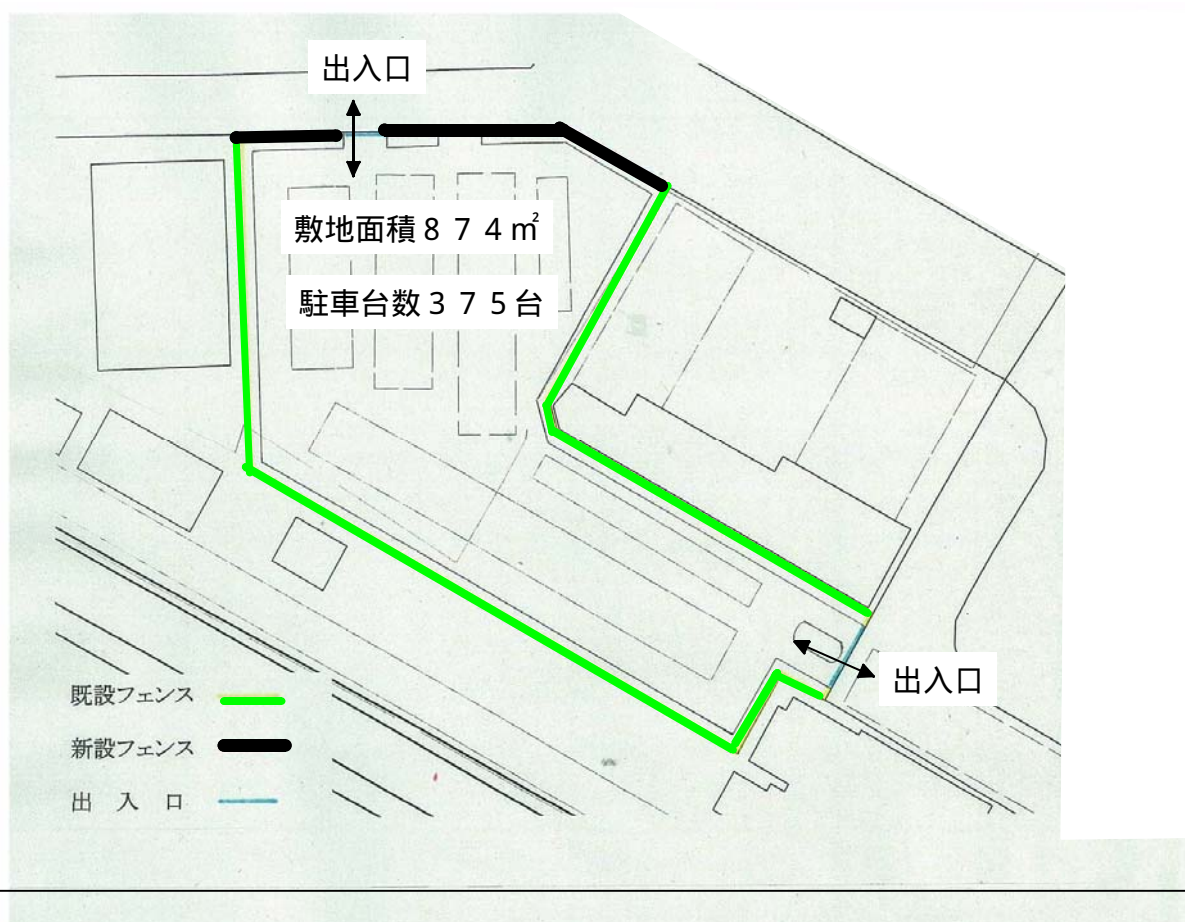 出入口
敷地面積８７４㎡
駐車台数３７５台
出入口
既設フェンス
新設フェンス
出　入　口